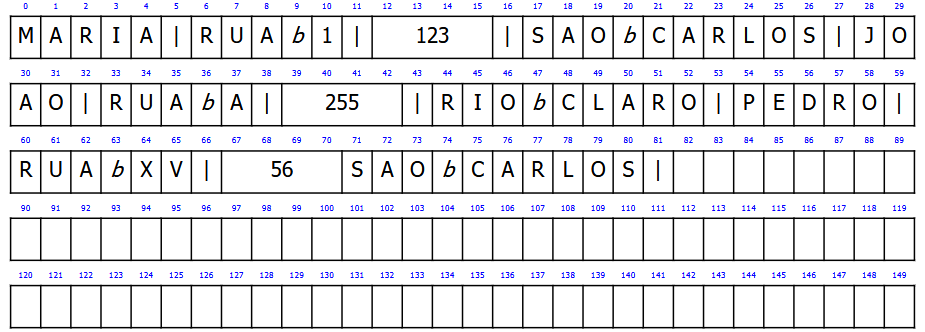 0 1 2 3 4 5 6 7 8 9 10 11 12 13 14 15 16 17 18 19 20 21 22 23 24 25 26 27 28 29
M A R I A | R U A b 1 | 123 | S A O b C A R L O S | J O
30 31 32 33 34 35 36 37 38 39 40 41 42 43 44 45 46 47 48 49 50 51 52 53 54 55 56 57 58 59
A O | R U A b A | 255 | R I O b C L A R O | P E D R O |
60 61 62 63 64 65 66 67 68 69 70 71 72 73 74 75 76 77 78 79 80 81 82 83 84 85 86 87 88 89
R U A b X V | 56 S A O b C A R L O S |
90 91 92 93 94 95 96 97 98 99 100 101 102 103 104 105 106 107 108 109 110 111 112 113 114 115 116 117 118 119
120 121 122 123 124 125 126 127 128 129 130 131 132 133 134 135 136 137 138 139 140 141 142 143 144 145 146 147 148 149